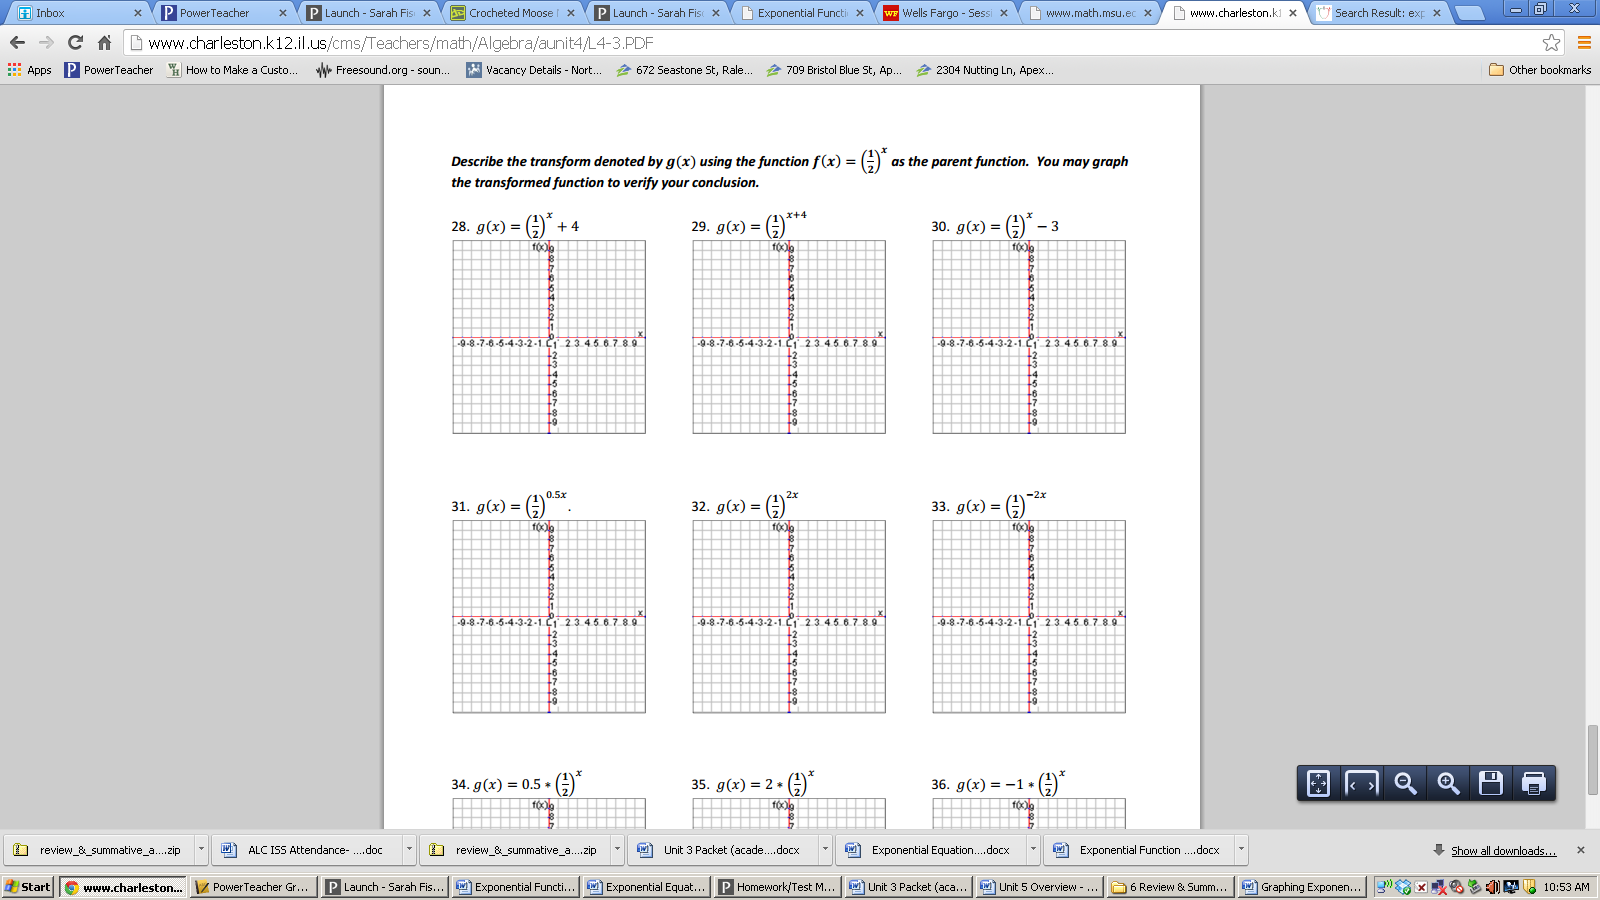 Inbox
PowerTeacher
Launch - Sarah Fis
Crocheted Moose
Launch - Sarah Fis
Exponential Functi
Wells Fargo - Sessi
www.math.msu.ec
www.charleston.k
Search Result: exp
www.charleston.k12.il.us/cms/Teachers/math/Algebra/aunit4/L4-3.PDF
Apps PowerTeacher How to Make a Custo... Freesound.org - soun... Vacancy Details - Nort... 672 Seastone St, Rale... 709 Bristol Blue St, Ap... 2304 Nutting Ln, Apex... Other bookmarks
Describe the transform denoted by g(x) using the function f(x) = (1/2)^x as the parent function. You may graph
the transformed function to verify your conclusion.
28. g(x) = (1/2)^x + 4
29. g(x) = (1/2)^(x+4)
30. g(x) = (1/2)^x − 3
31. g(x) = (1/2)^(0.5x) .
32. g(x) = (1/2)^(2x)
33. g(x) = (1/2)^(−2x)
34. g(x) = 0.5 * (1/2)^x
35. g(x) = 2 * (1/2)^x
36. g(x) = −1 * (1/2)^x
review_&_summative_a....zip
ALC ISS Attendance- ....doc
review_&_summative_a....zip
Unit 3 Packet (acade....docx
Exponential Equation....docx
Exponential Function ....docx
Show all downloads...
Start
www.charleston...
PowerTeacher Gr...
Launch - Sarah Fis...
Exponential Functi...
Exponential Equat...
Homework/Test M...
Unit 3 Packet (aca...
Unit 5 Overview - ...
6 Review & Summ...
Graphing Exponen...
10:53 AM